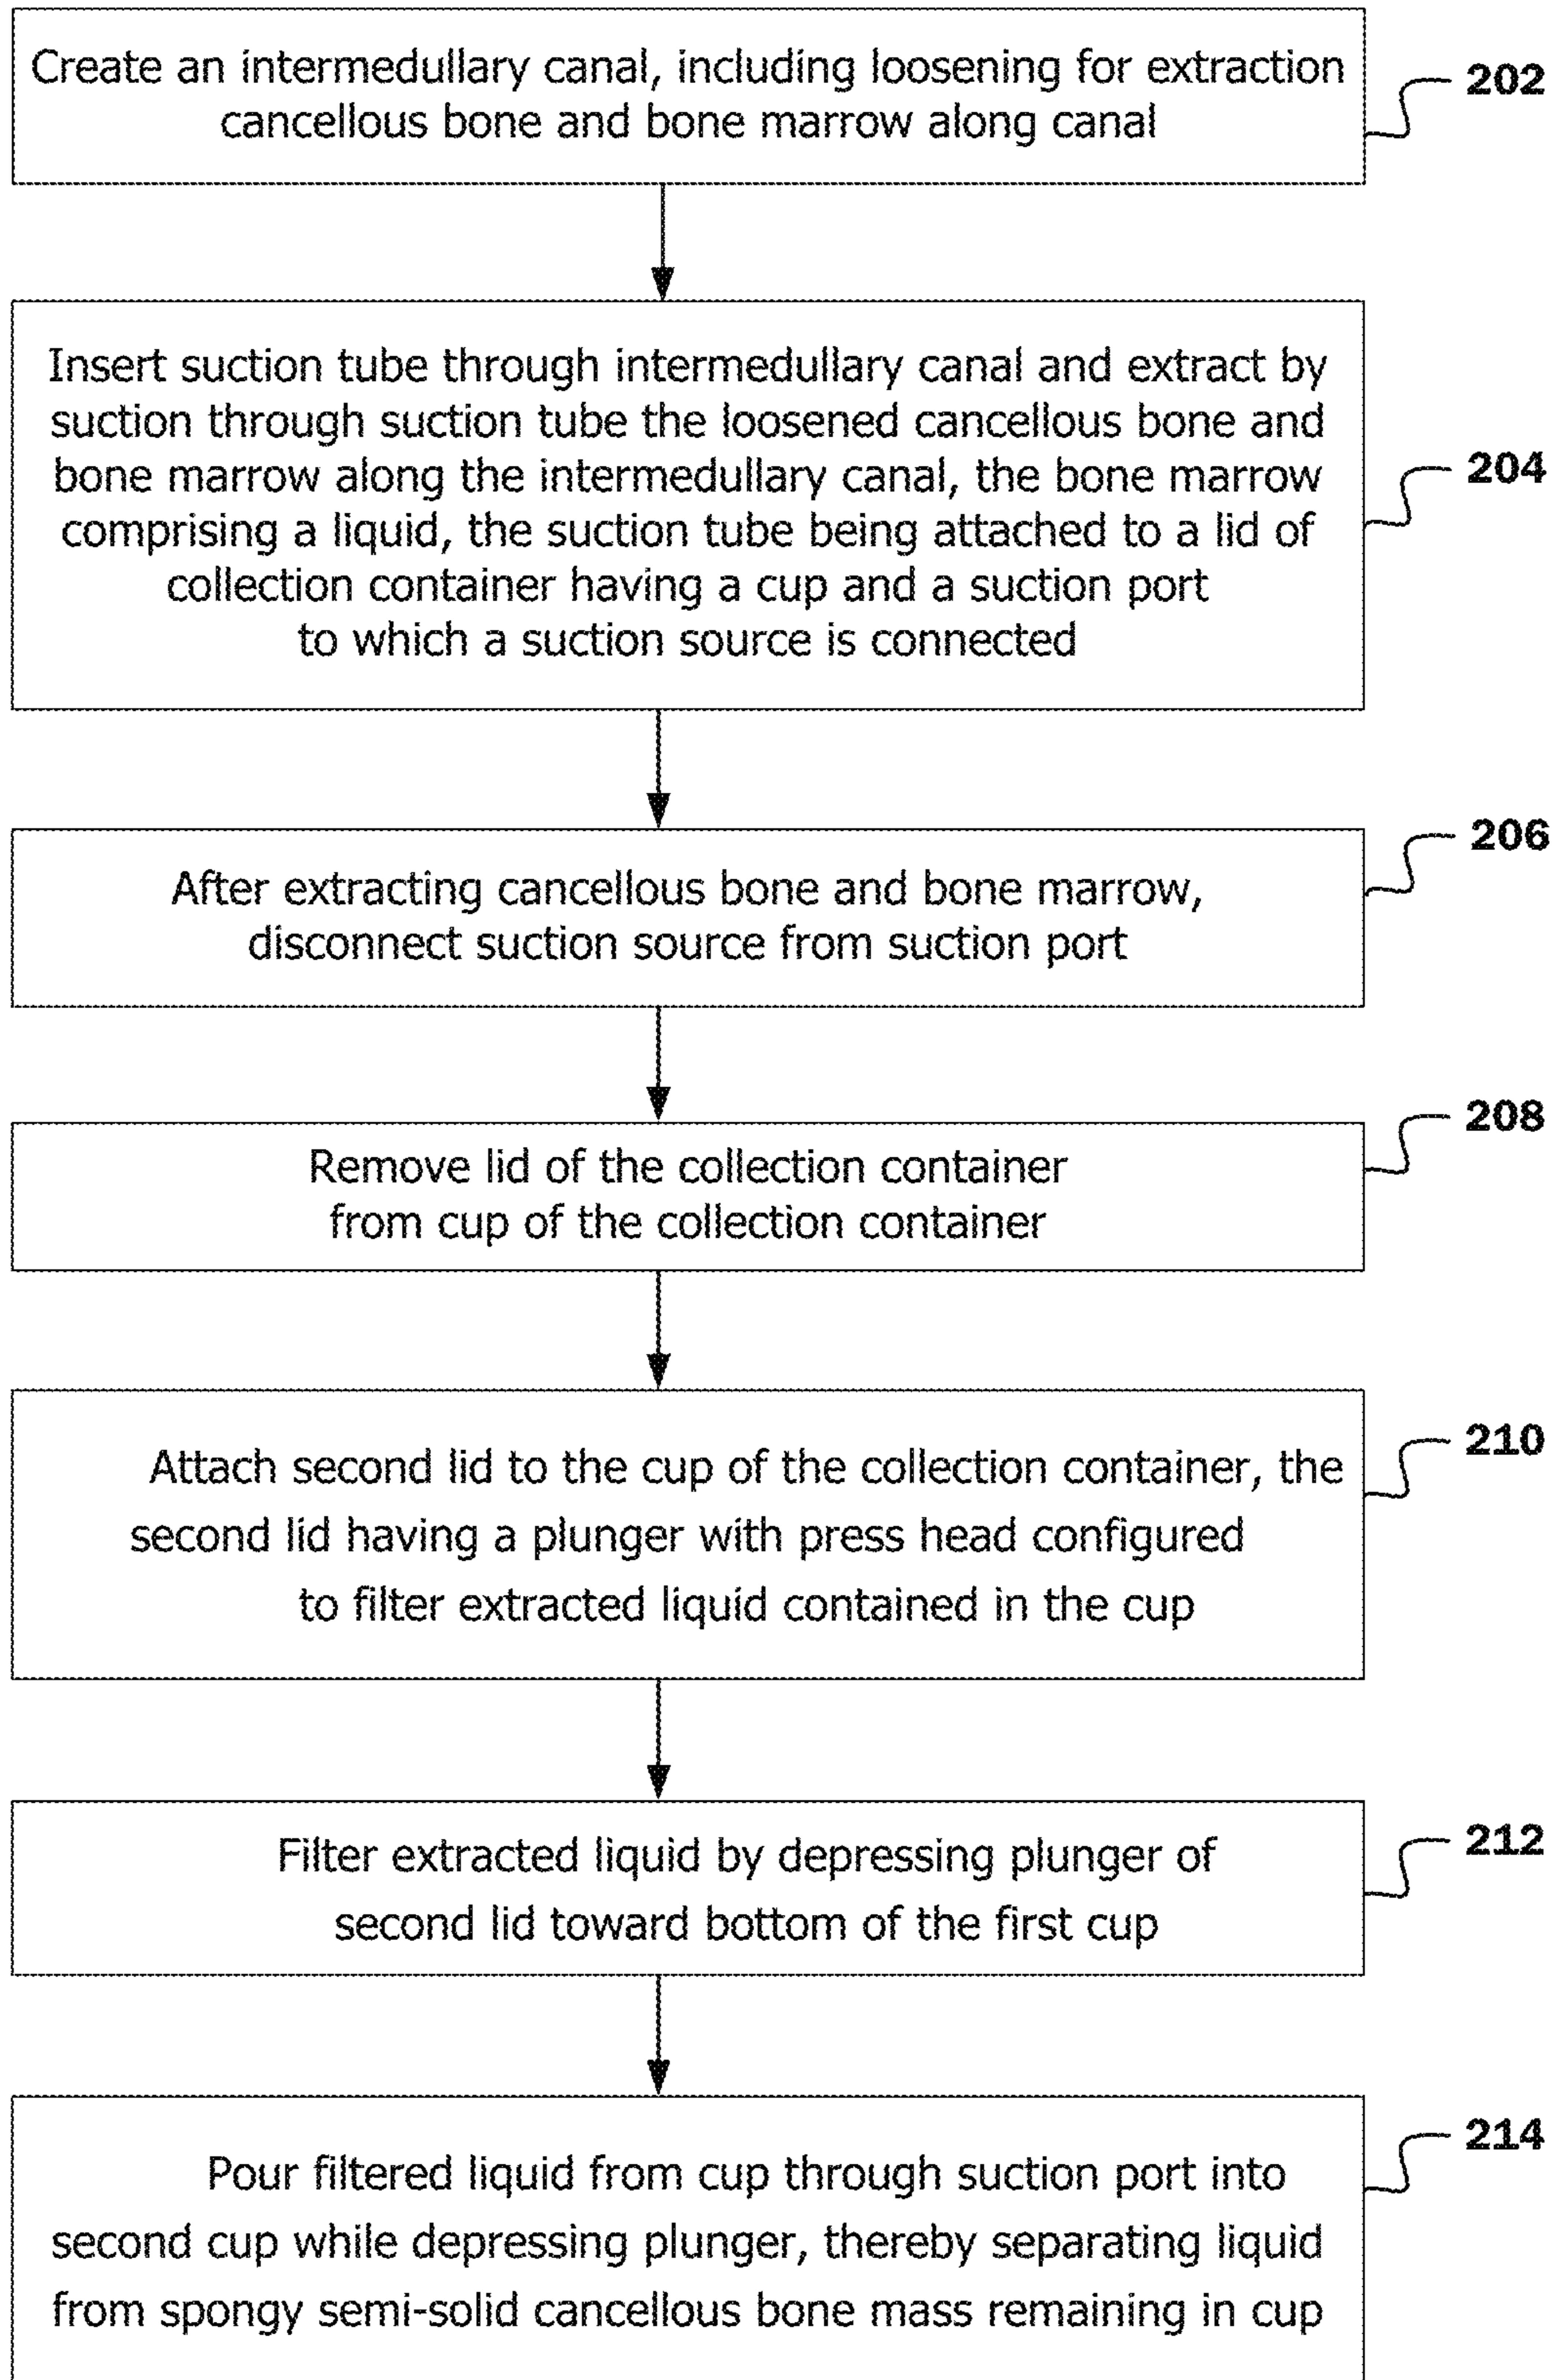 Create an intermedullary canal, including loosening for extraction
cancellous bone and bone marrow along canal
202
Insert suction tube through intermedullary canal and extract by
suction through suction tube the loosened cancellous bone and
bone marrow along the intermedullary canal, the bone marrow
comprising a liquid, the suction tube being attached to a lid of
collection container having a cup and a suction port
to which a suction source is connected
204
After extracting cancellous bone and bone marrow,
disconnect suction source from suction port
206
Remove lid of the collection container
from cup of the collection container
208
Attach second lid to the cup of the collection container, the
second lid having a plunger with press head configured
to filter extracted liquid contained in the cup
210
Filter extracted liquid by depressing plunger of
second lid toward bottom of the first cup
212
Pour filtered liquid from cup through suction port into
second cup while depressing plunger, thereby separating liquid
from spongy semi-solid cancellous bone mass remaining in cup
214